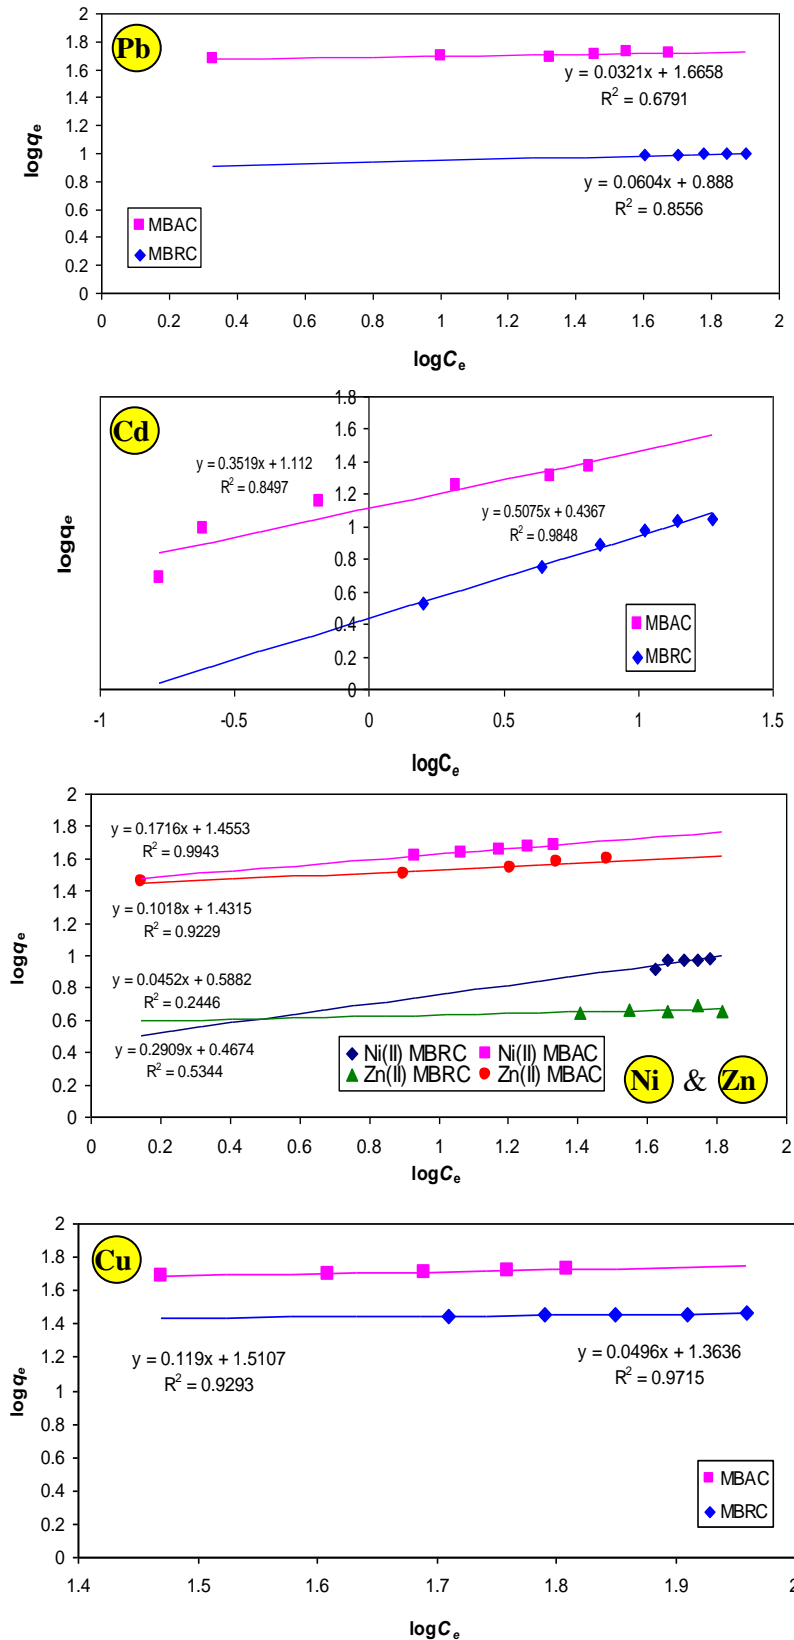 Pb
2
1.8
1.6
1.4
1.2
1
0.8
0.6
0.4
0.2
0
logqe
y = 0.0321x + 1.6658
R² = 0.6791
y = 0.0604x + 0.888
R² = 0.8556
MBAC
MBRC
0 0.2 0.4 0.6 0.8 1 1.2 1.4 1.6 1.8 2
logCe
Cd
1.8
1.6
1.4
1.2
1
0.8
0.6
0.4
0.2
0
logqe
y = 0.3519x + 1.112
R² = 0.8497
y = 0.5075x + 0.4367
R² = 0.9848
MBAC
MBRC
-1 -0.5 0 0.5 1 1.5
logCe
2
1.8
1.6
1.4
1.2
1
0.8
0.6
0.4
0.2
0
logqe
y = 0.1716x + 1.4553
R² = 0.9943
y = 0.1018x + 1.4315
R² = 0.9229
y = 0.0452x + 0.5882
R² = 0.2446
y = 0.2909x + 0.4674
R² = 0.5344
Ni(II) MBRC Ni(II) MBAC
Zn(II) MBRC Zn(II) MBAC
Ni & Zn
0 0.2 0.4 0.6 0.8 1 1.2 1.4 1.6 1.8 2
logCe
Cu
2
1.8
1.6
1.4
1.2
1
0.8
0.6
0.4
0.2
0
logqe
y = 0.119x + 1.5107
R² = 0.9293
y = 0.0496x + 1.3636
R² = 0.9715
MBAC
MBRC
1.4 1.5 1.6 1.7 1.8 1.9 2
logCe